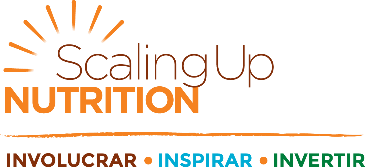 Scaling Up
NUTRITION
INVOLUCRAR • INSPIRAR • INVERTIR